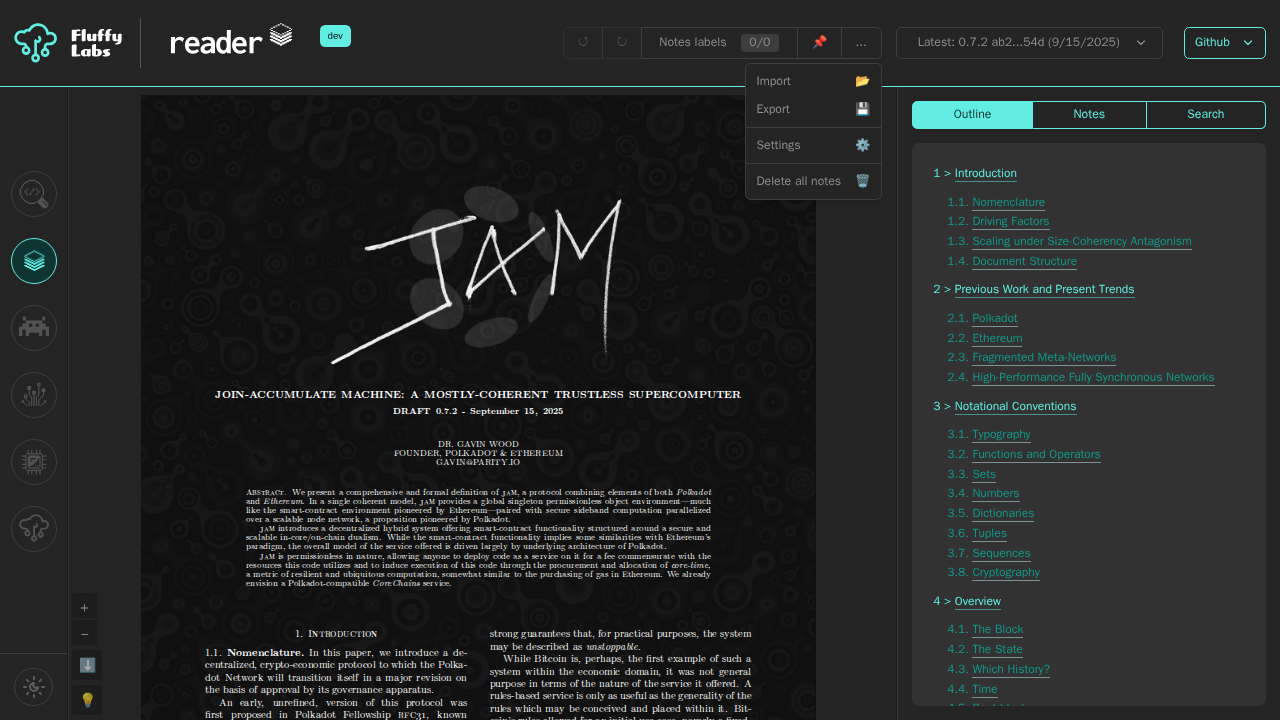 Fluffy
Labs
reader
dev
Notes labels 0/0
...
Latest: 0.7.2 ab2...54d (9/15/2025)
Github
Import
Export
Settings
Delete all notes
Outline
Notes
Search
JAM
JOIN-ACCUMULATE MACHINE: A MOSTLY-COHERENT TRUSTLESS SUPERCOMPUTER
DRAFT 0.7.2 - September 15, 2025
DR. GAVIN WOOD
FOUNDER, POLKADOT & ETHEREUM
GAVIN@PARITY.IO
Abstract. We present a comprehensive and formal definition of JAM, a protocol combining elements of both Polkadot
and Ethereum. In a single coherent model, JAM provides a global singleton permissionless object environment—much
like the smart-contract environment pioneered by Ethereum—paired with secure sideband computation parallelized
over a scalable node network, a proposition pioneered by Polkadot.
JAM introduces a decentralized hybrid system offering smart-contract functionality structured around a secure and
scalable in-core/on-chain dualism. While the smart-contract functionality implies some similarities with Ethereum's
paradigm, the overall model of the service offered is driven largely by underlying architecture of Polkadot.
JAM is permissionless in nature, allowing anyone to deploy code as a service on it for a fee commensurate with the
resources this code utilizes and to induce execution of this code through the procurement and allocation of core-time,
a metric of resilient and ubiquitous computation, somewhat similar to the purchasing of gas in Ethereum. We already
envision a Polkadot-compatible CoreChains service.
1. Introduction
1.1. Nomenclature. In this paper, we introduce a de-
centralized, crypto-economic protocol to which the Polka-
dot Network will transition itself in a major revision on
the basis of approval by its governance apparatus.
An early, unrefined, version of this protocol was
first proposed in Polkadot Fellowship RFC31, known
strong guarantees that, for practical purposes, the system
may be described as unstoppable.
While Bitcoin is, perhaps, the first example of such a
system within the economic domain, it was not general
purpose in terms of the nature of the service it offered. A
rules-based service is only as useful as the generality of the
rules which may be conceived and placed within it. Bit-
coin's rules allowed for an initial use-case, namely a fixed-
+
−
1 > Introduction
1.1. Nomenclature
1.2. Driving Factors
1.3. Scaling under Size-Coherency Antagonism
1.4. Document Structure
2 > Previous Work and Present Trends
2.1. Polkadot
2.2. Ethereum
2.3. Fragmented Meta-Networks
2.4. High-Performance Fully Synchronous Networks
3 > Notational Conventions
3.1. Typography
3.2. Functions and Operators
3.3. Sets
3.4. Numbers
3.5. Dictionaries
3.6. Tuples
3.7. Sequences
3.8. Cryptography
4 > Overview
4.1. The Block
4.2. The State
4.3. Which History?
4.4. Time